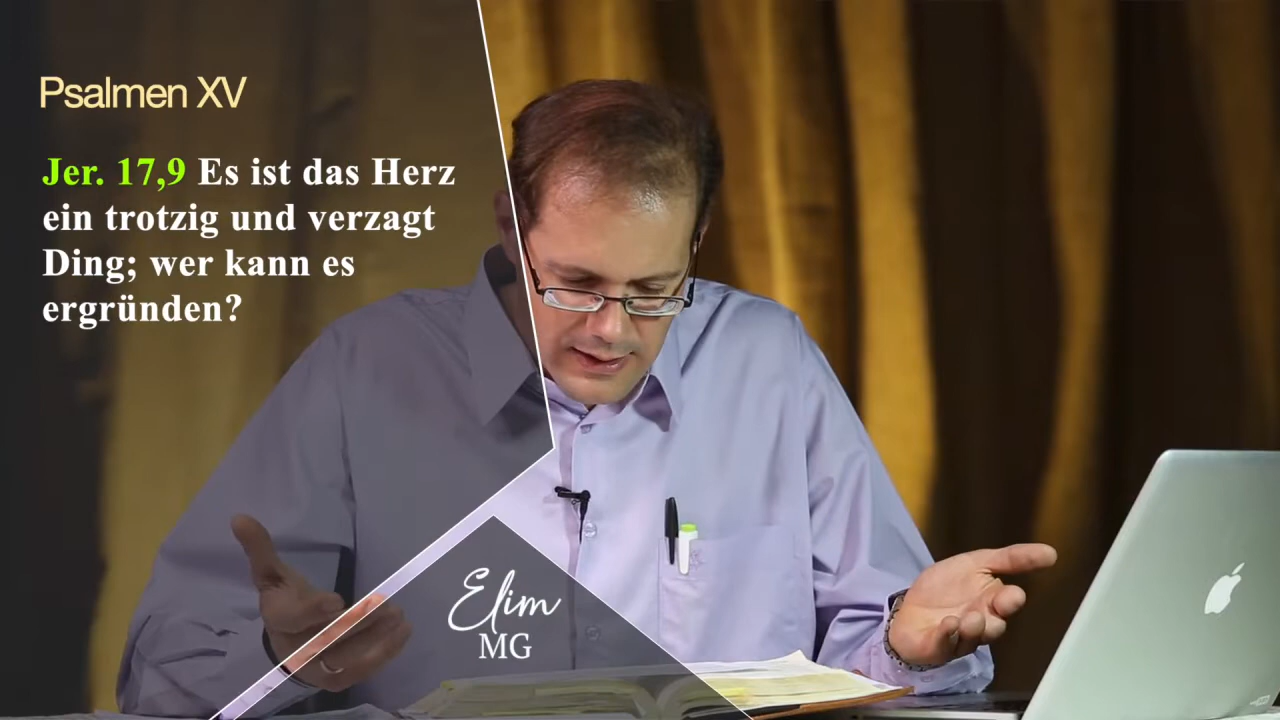 Psalmen XV
Jer. 17,9 Es ist das Herz
ein trotzig und verzagt
Ding; wer kann es
ergründen?
Elim
MG